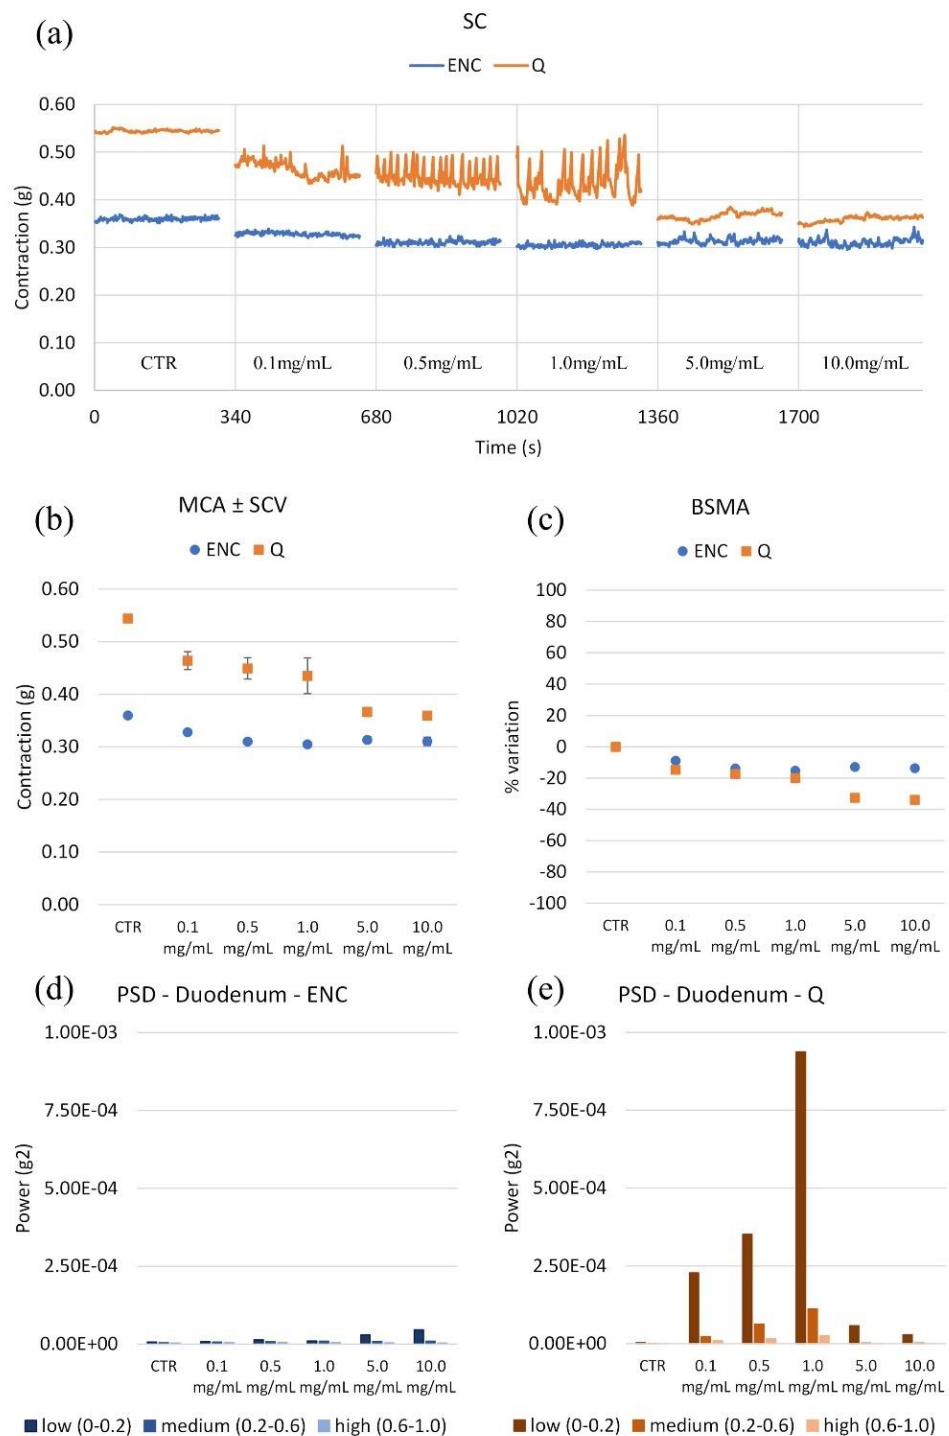 (a)
SC
ENC Q
0.60
0.50
0.40
0.30
0.20
0.10
0.00
Contraction (g)
CTR 0.1mg/mL 0.5mg/mL 1.0mg/mL 5.0mg/mL 10.0mg/mL
0 340 680 1020 1360 1700
Time (s)
(b)
MCA ± SCV
ENC Q
0.60
0.50
0.40
0.30
0.20
0.10
0.00
Contraction (g)
CTR 0.1 0.5 1.0 5.0 10.0
mg/mL mg/mL mg/mL mg/mL mg/mL
(c)
BSMA
ENC Q
100
80
60
40
20
0
-20
-40
-60
-80
-100
% variation
CTR 0.1 0.5 1.0 5.0 10.0
mg/mL mg/mL mg/mL mg/mL mg/mL
(d)
PSD - Duodenum - ENC
1.00E-03
7.50E-04
5.00E-04
2.50E-04
0.00E+00
Power (g2)
CTR 0.1 0.5 1.0 5.0 10.0
mg/mL mg/mL mg/mL mg/mL mg/mL
low (0-0.2) medium (0.2-0.6) high (0.6-1.0)
(e)
PSD - Duodenum - Q
1.00E-03
7.50E-04
5.00E-04
2.50E-04
0.00E+00
Power (g2)
CTR 0.1 0.5 1.0 5.0 10.0
mg/mL mg/mL mg/mL mg/mL mg/mL
low (0-0.2) medium (0.2-0.6) high (0.6-1.0)